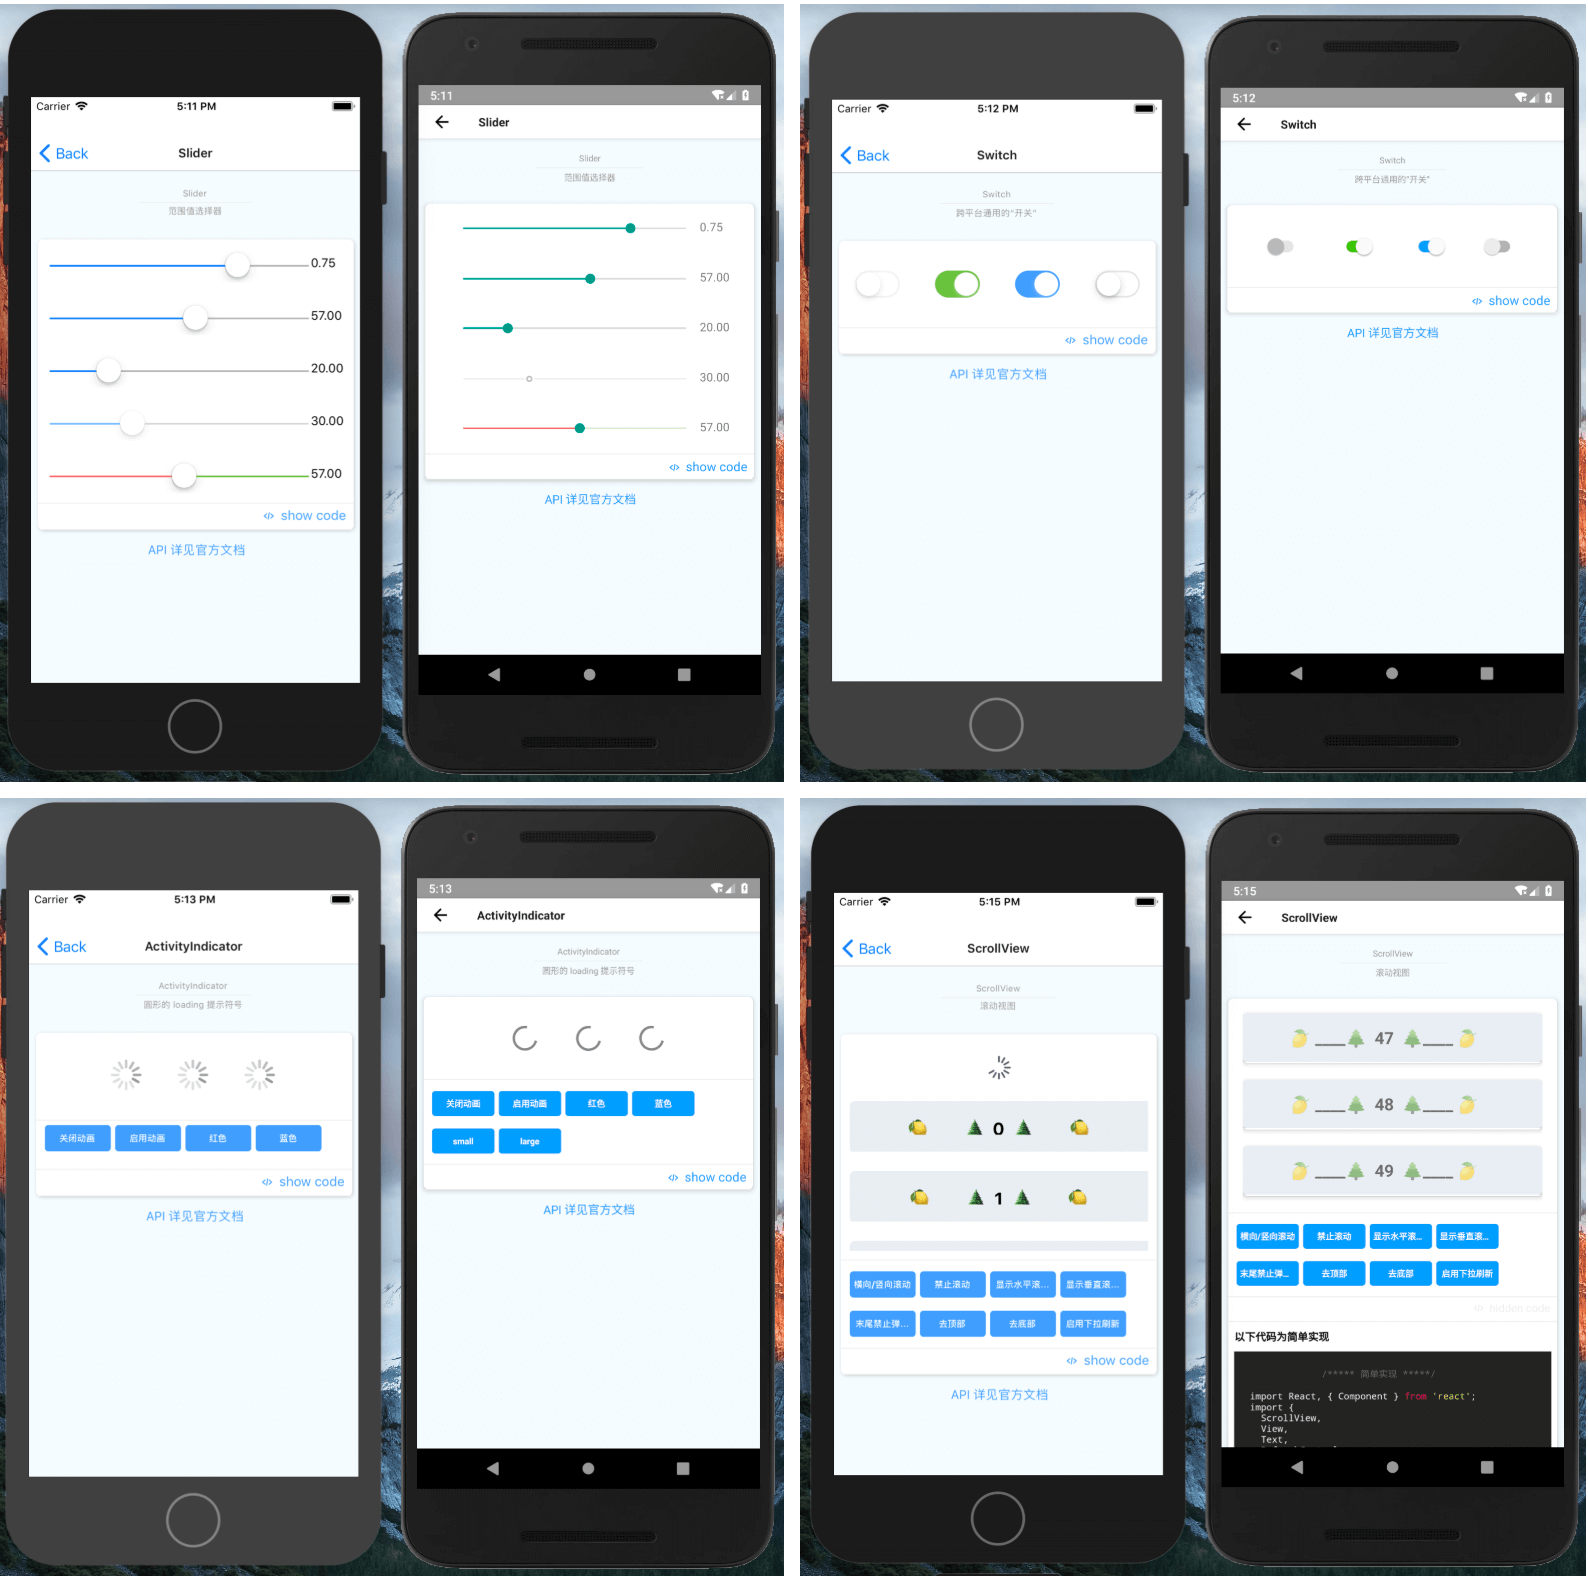 Carrier 5:11 PM
Back Slider
Slider
范围值选择器
0.75
57.00
20.00
30.00
57.00
show code
API 详见官方文档
5:11
Slider
Slider
范围值选择器
0.75
57.00
20.00
30.00
57.00
show code
API 详见官方文档
Carrier 5:12 PM
Back Switch
Switch
跨平台通用的“开关”
show code
API 详见官方文档
5:12
Switch
Switch
跨平台通用的“开关”
show code
API 详见官方文档
Carrier 5:13 PM
Back ActivityIndicator
ActivityIndicator
圆形的 loading 提示符号
关闭动画 启用动画 红色 蓝色
show code
API 详见官方文档
5:13
ActivityIndicator
ActivityIndicator
圆形的 loading 提示符号
关闭动画 启用动画 红色 蓝色
small large
show code
API 详见官方文档
Carrier 5:15 PM
Back ScrollView
ScrollView
滚动视图
0
1
横向/竖向滚动 禁止滚动 显示水平滚... 显示垂直滚...
末尾禁止弹... 去顶部 去底部 启用下拉刷新
show code
API 详见官方文档
5:15
ScrollView
ScrollView
滚动视图
____ 47 ____
____ 48 ____
____ 49 ____
横向/竖向滚动 禁止滚动 显示水平滚... 显示垂直滚...
末尾禁止弹... 去顶部 去底部 启用下拉刷新
hidden code
以下代码为简单实现
/***** 简单实现 *****/
import React, { Component } from 'react';
import {
ScrollView,
View,
Text,